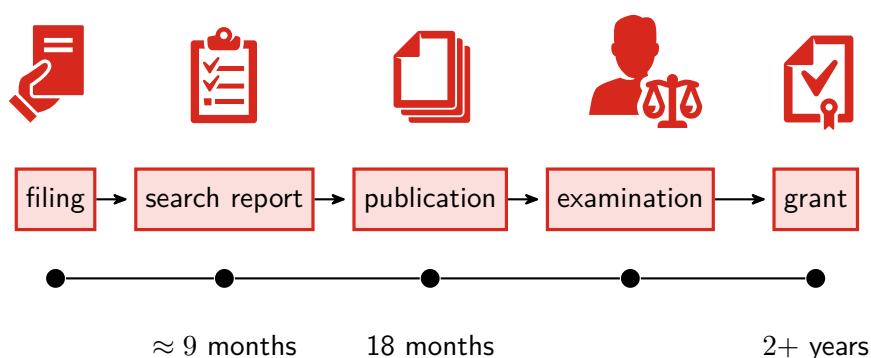 filing
search report
publication
examination
grant
≈ 9 months
18 months
2+ years